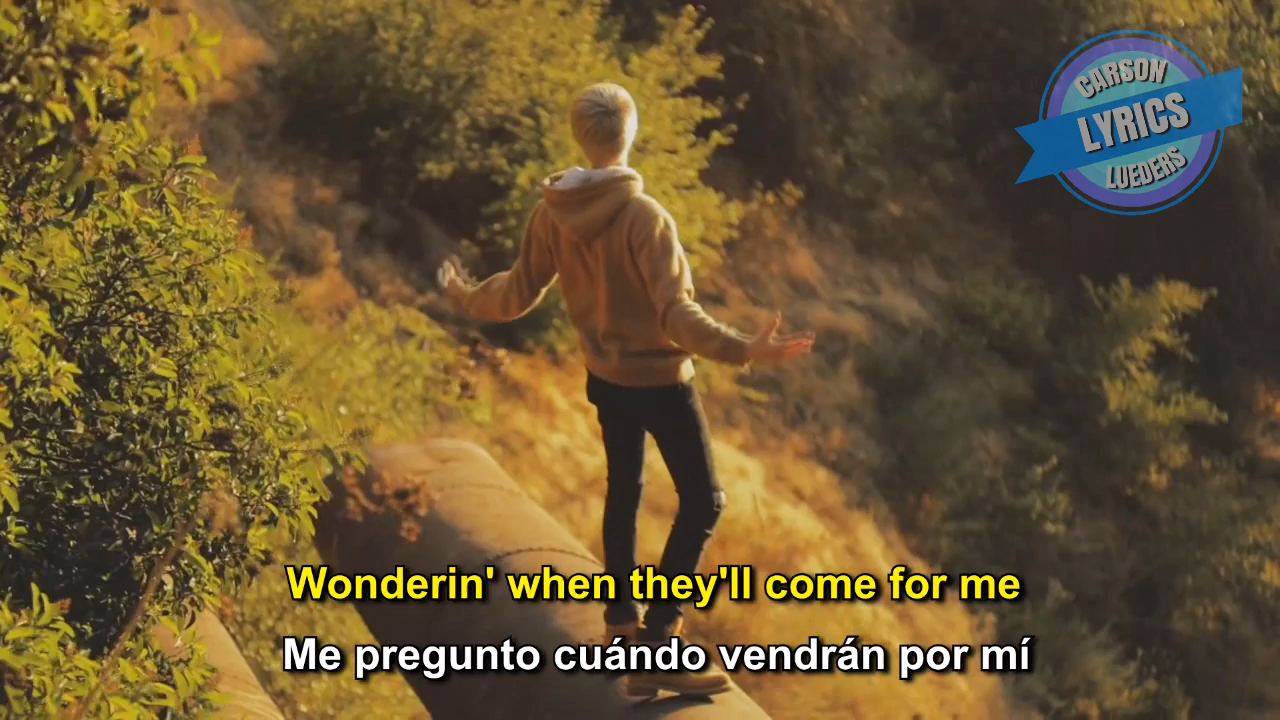 CARSON
LYRICS
LUEDERS
Wonderin' when they'll come for me
Me pregunto cuándo vendrán por mí